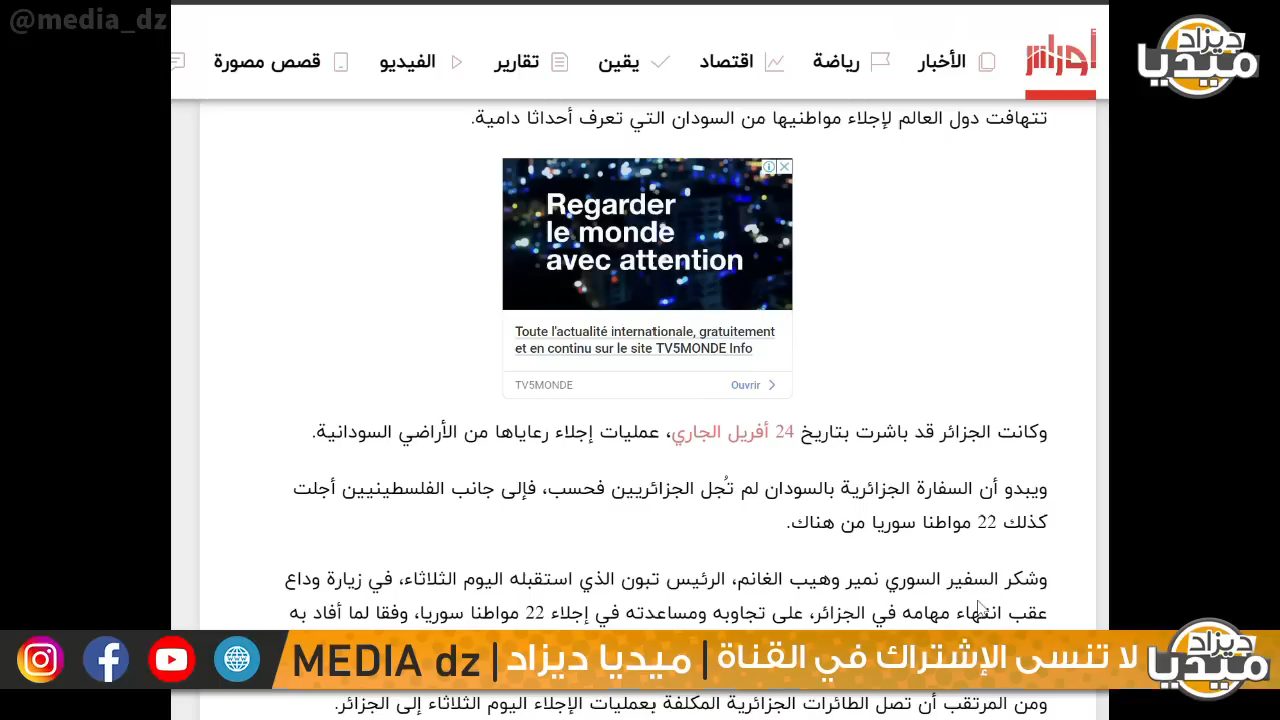 @media_dz
ديزاد
ميديا
أوراس
الأخبار
رياضة
اقتصاد
يقين
تقارير
الفيديو
قصص مصورة
تتهافت دول العالم لإجلاء مواطنيها من السودان التي تعرف أحداثا دامية.
Regarder
le monde
avec attention
Toute l'actualité internationale, gratuitement
et en continu sur le site TV5MONDE Info
TV5MONDE
Ouvrir
وكانت الجزائر قد باشرت بتاريخ 24 أفريل الجاري، عمليات إجلاء رعاياها من الأراضي السودانية.
ويبدو أن السفارة الجزائرية بالسودان لم تُجل الجزائريين فحسب، فإلى جانب الفلسطينيين أجلت
كذلك 22 مواطنا سوريا من هناك.
وشكر السفير السوري نمير وهيب الغانم، الرئيس تبون الذي استقبله اليوم الثلاثاء، في زيارة وداع
عقب انتهاء مهامه في الجزائر، على تجاوبه ومساعدته في إجلاء 22 مواطنا سوريا، وفقا لما أفاد به
لا تنسى الإشتراك في القناة | ميديا ديزاد | MEDIA dz
ديزاد
ميديا
ومن المرتقب أن تصل الطائرات الجزائرية المكلفة بعمليات الإجلاء اليوم الثلاثاء إلى الجزائر.